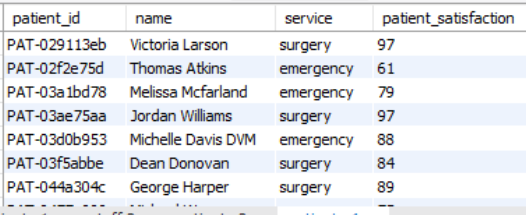 patient_id name service patient_satisfaction
PAT-029113eb Victoria Larson surgery 97
PAT-02f2e75d Thomas Atkins emergency 61
PAT-03a1bd78 Melissa Mcfarland emergency 79
PAT-03ae75aa Jordan Williams surgery 97
PAT-03d0b953 Michelle Davis DVM emergency 88
PAT-03f5abbe Dean Donovan surgery 84
PAT-044a304c George Harper surgery 89